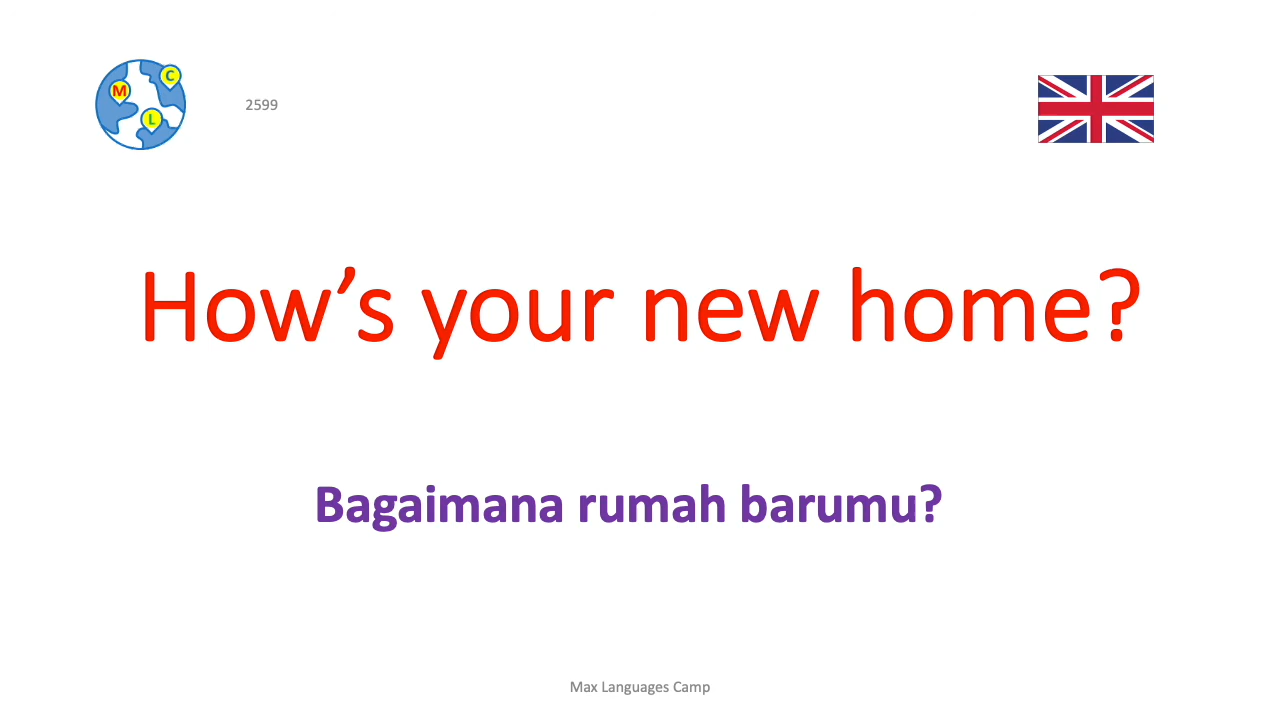 C
M
L
2599
How’s your new home?
Bagaimana rumah barumu?
Max Languages Camp